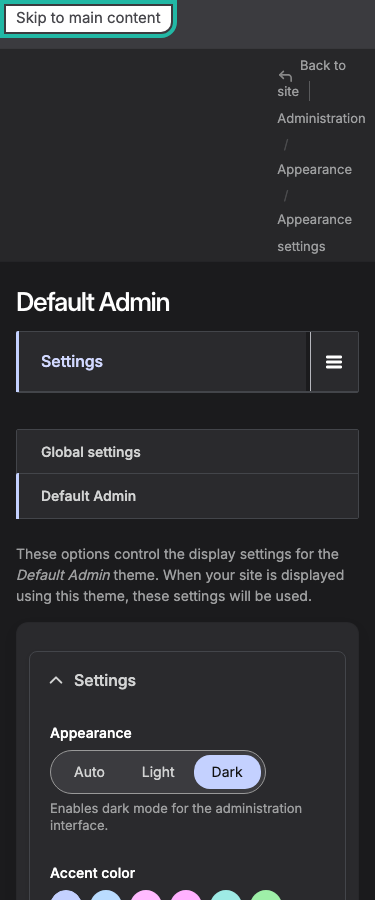 Skip to main content
Back to
site
Administration
/
Appearance
/
Appearance
settings
Default Admin
Settings
Global settings
Default Admin
These options control the display settings for the
Default Admin theme. When your site is displayed
using this theme, these settings will be used.
Settings
Appearance
Auto Light Dark
Enables dark mode for the administration
interface.
Accent color